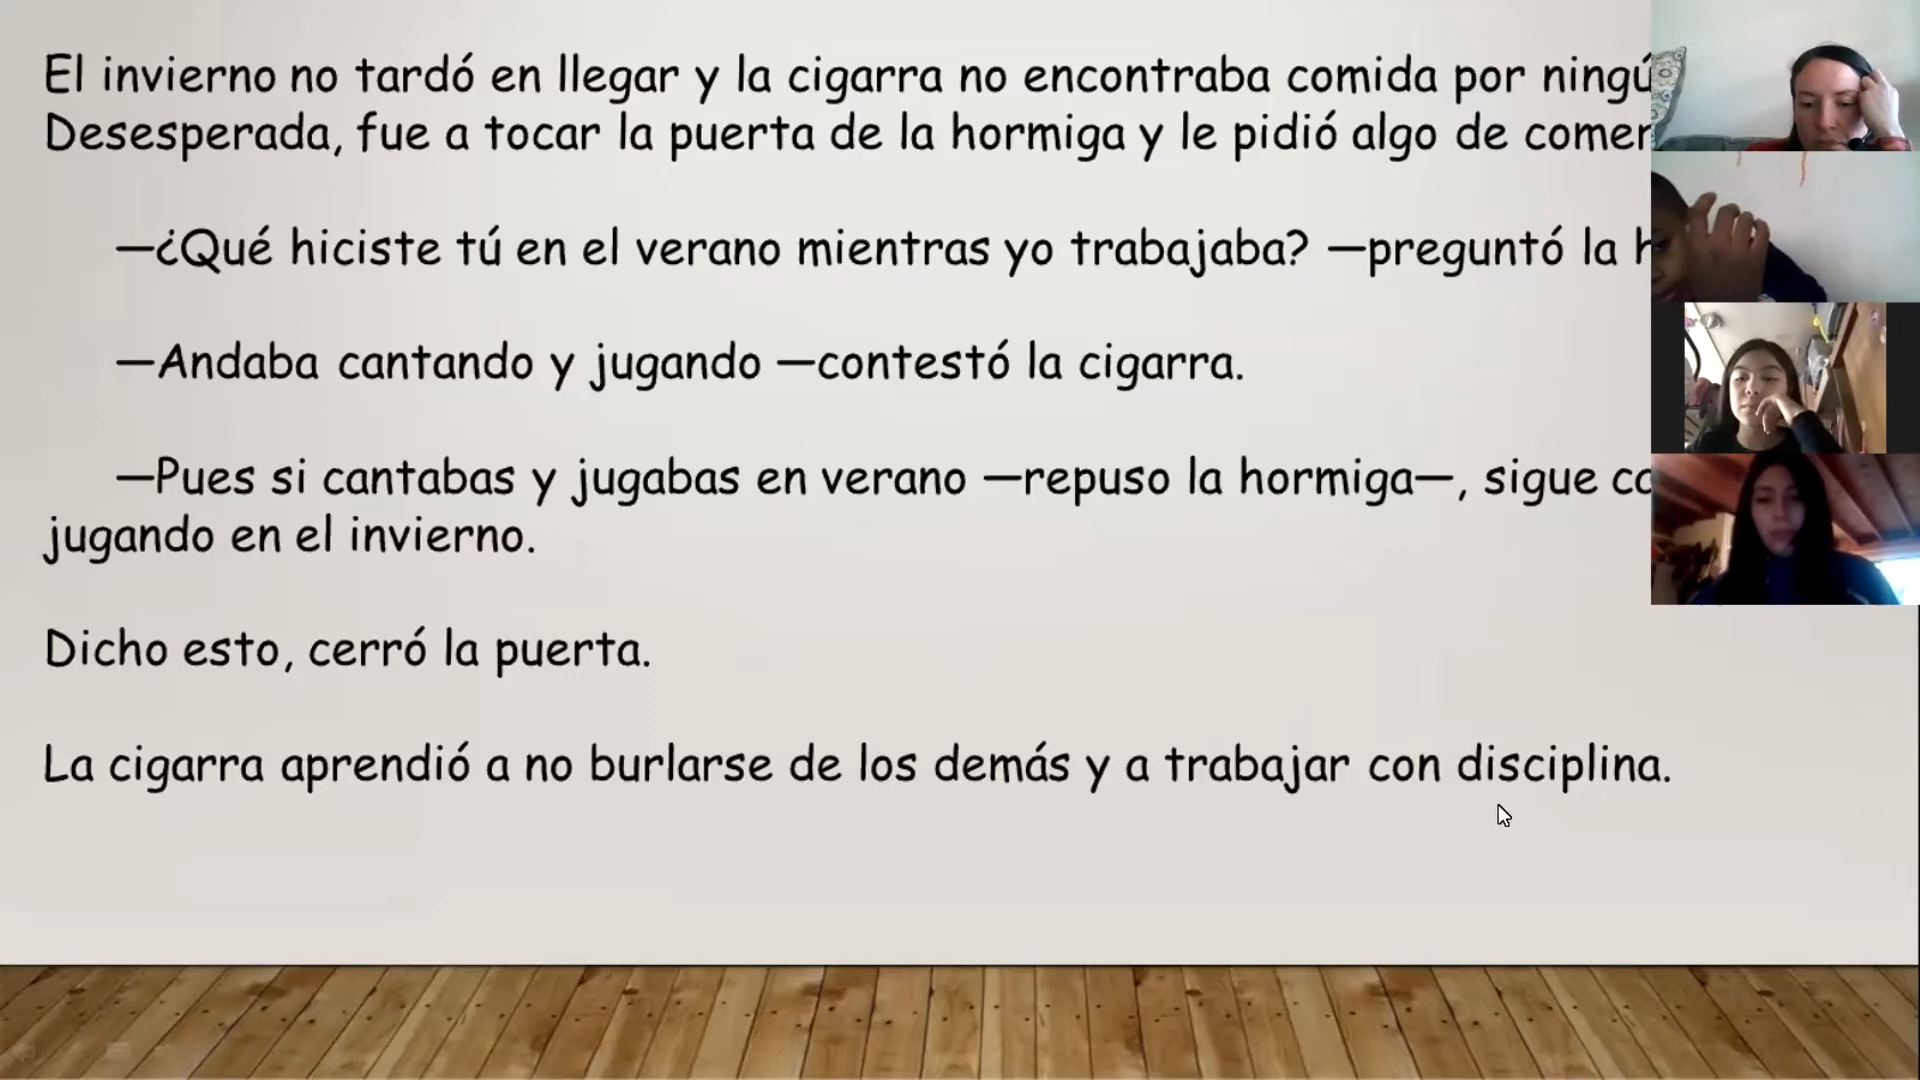 El invierno no tardó en llegar y la cigarra no encontraba comida por
Desesperada, fue a tocar la puerta de la hormiga y le pidió algo de comer
—¿Qué hiciste tú en el verano mientras yo trabajaba? —preguntó la
—Andaba cantando y jugando —contestó la cigarra.
—Pues si cantabas y jugabas en verano —repuso la hormiga—, sigue
jugando en el invierno.
Dicho esto, cerró la puerta.
La cigarra aprendió a no burlarse de los demás y a trabajar con disciplina.